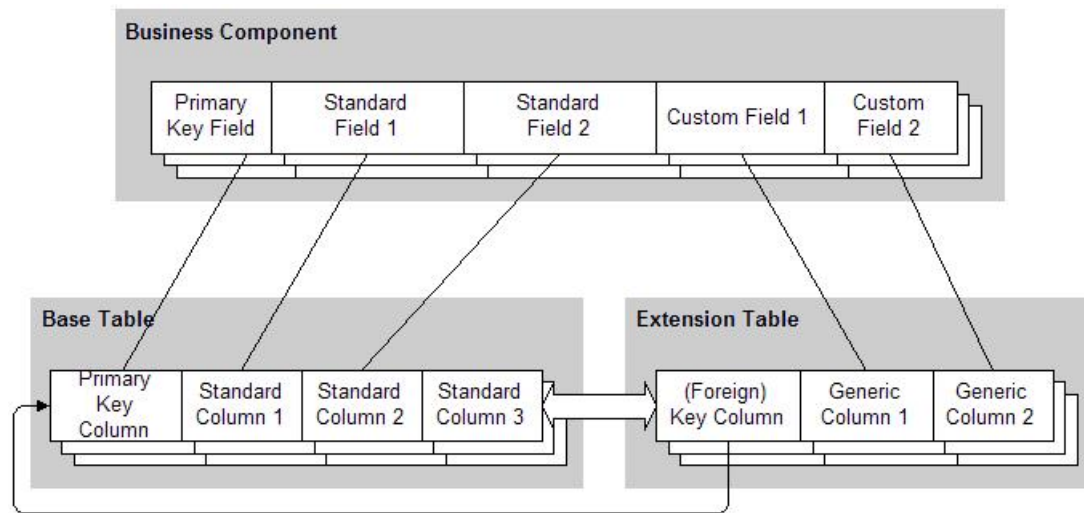 Business Component
Primary
Key Field
Standard
Field 1
Standard
Field 2
Custom Field 1
Custom
Field 2
Base Table
Primary
Key
Column
Standard
Column 1
Standard
Column 2
Standard
Column 3
Extension Table
(Foreign)
Key Column
Generic
Column 1
Generic
Column 2